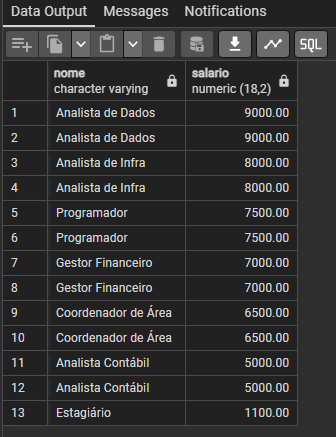 Data Output Messages Notifications
SQL
nome salario
character varying numeric (18,2)
1 Analista de Dados 9000.00
2 Analista de Dados 9000.00
3 Analista de Infra 8000.00
4 Analista de Infra 8000.00
5 Programador 7500.00
6 Programador 7500.00
7 Gestor Financeiro 7000.00
8 Gestor Financeiro 7000.00
9 Coordenador de Área 6500.00
10 Coordenador de Área 6500.00
11 Analista Contábil 5000.00
12 Analista Contábil 5000.00
13 Estagiário 1100.00